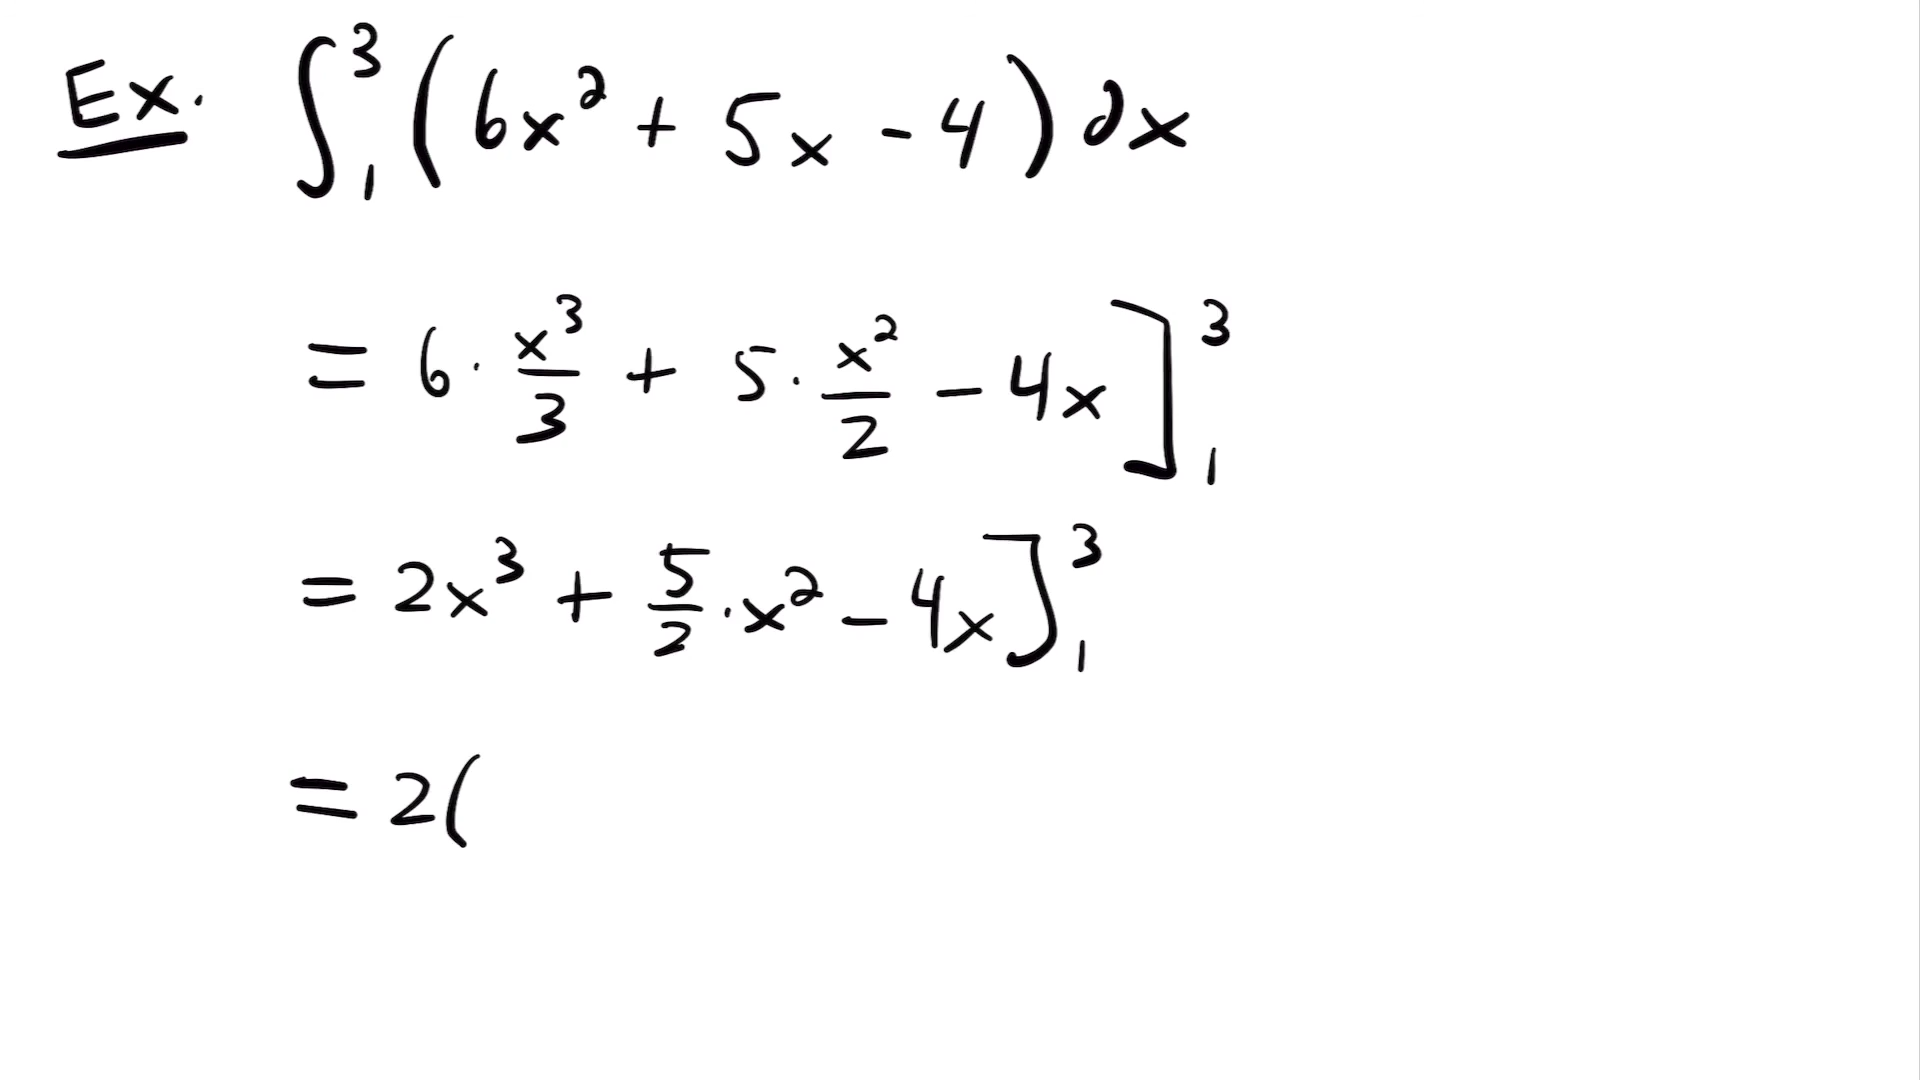 Ex. ∫₁³ (6x² + 5x - 4) dx
= 6 · x³/3 + 5 · x²/2 - 4x ]₁³
= 2x³ + 5/2 · x² - 4x ]₁³
= 2(